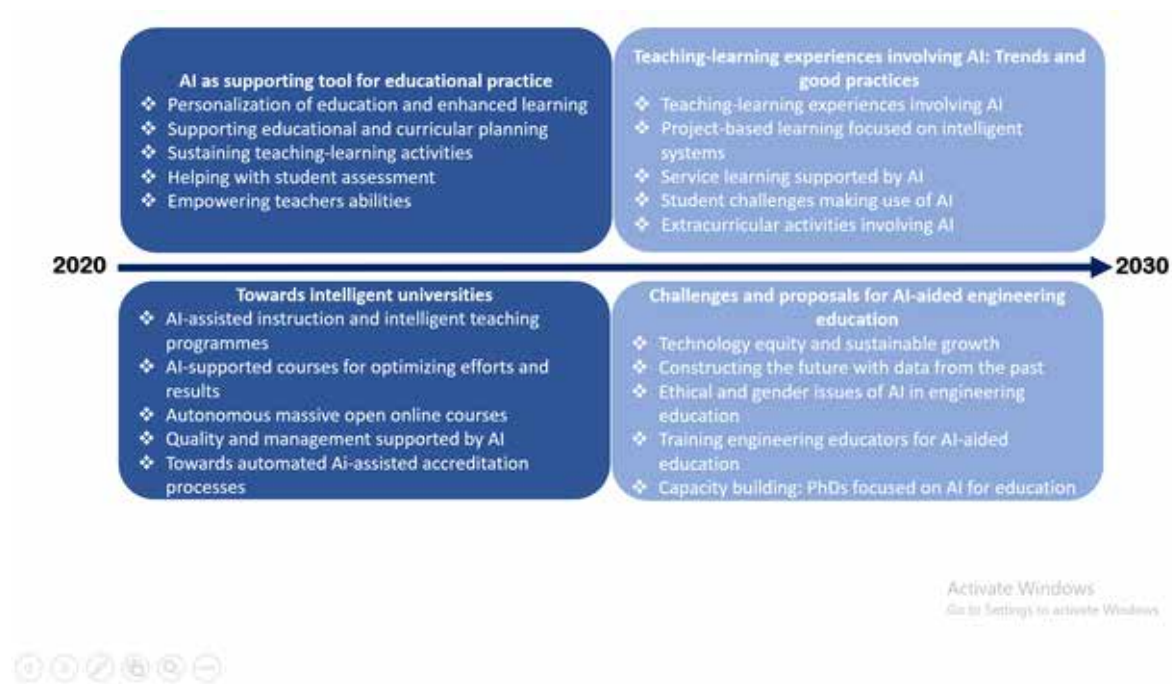 AI as supporting tool for educational practice
❖ Personalization of education and enhanced learning
❖ Supporting educational and curricular planning
❖ Sustaining teaching-learning activities
❖ Helping with student assessment
❖ Empowering teachers abilities
Teaching-learning experiences involving AI: Trends and
good practices
❖ Teaching-learning experiences involving AI
❖ Project-based learning focused on intelligent
systems
❖ Service learning supported by AI
❖ Student challenges making use of AI
❖ Extracurricular activities involving AI
2020
2030
Towards intelligent universities
❖ AI-assisted instruction and intelligent teaching
programmes
❖ AI-supported courses for optimizing efforts and
results
❖ Autonomous massive open online courses
❖ Quality and management supported by AI
❖ Towards automated Ai-assisted accreditation
processes
Challenges and proposals for AI-aided engineering
education
❖ Technology equity and sustainable growth
❖ Constructing the future with data from the past
❖ Ethical and gender issues of AI in engineering
education
❖ Training engineering educators for AI-aided
education
❖ Capacity building: PhDs focused on AI for education
Activate Windows
Go to Settings to activate Windows